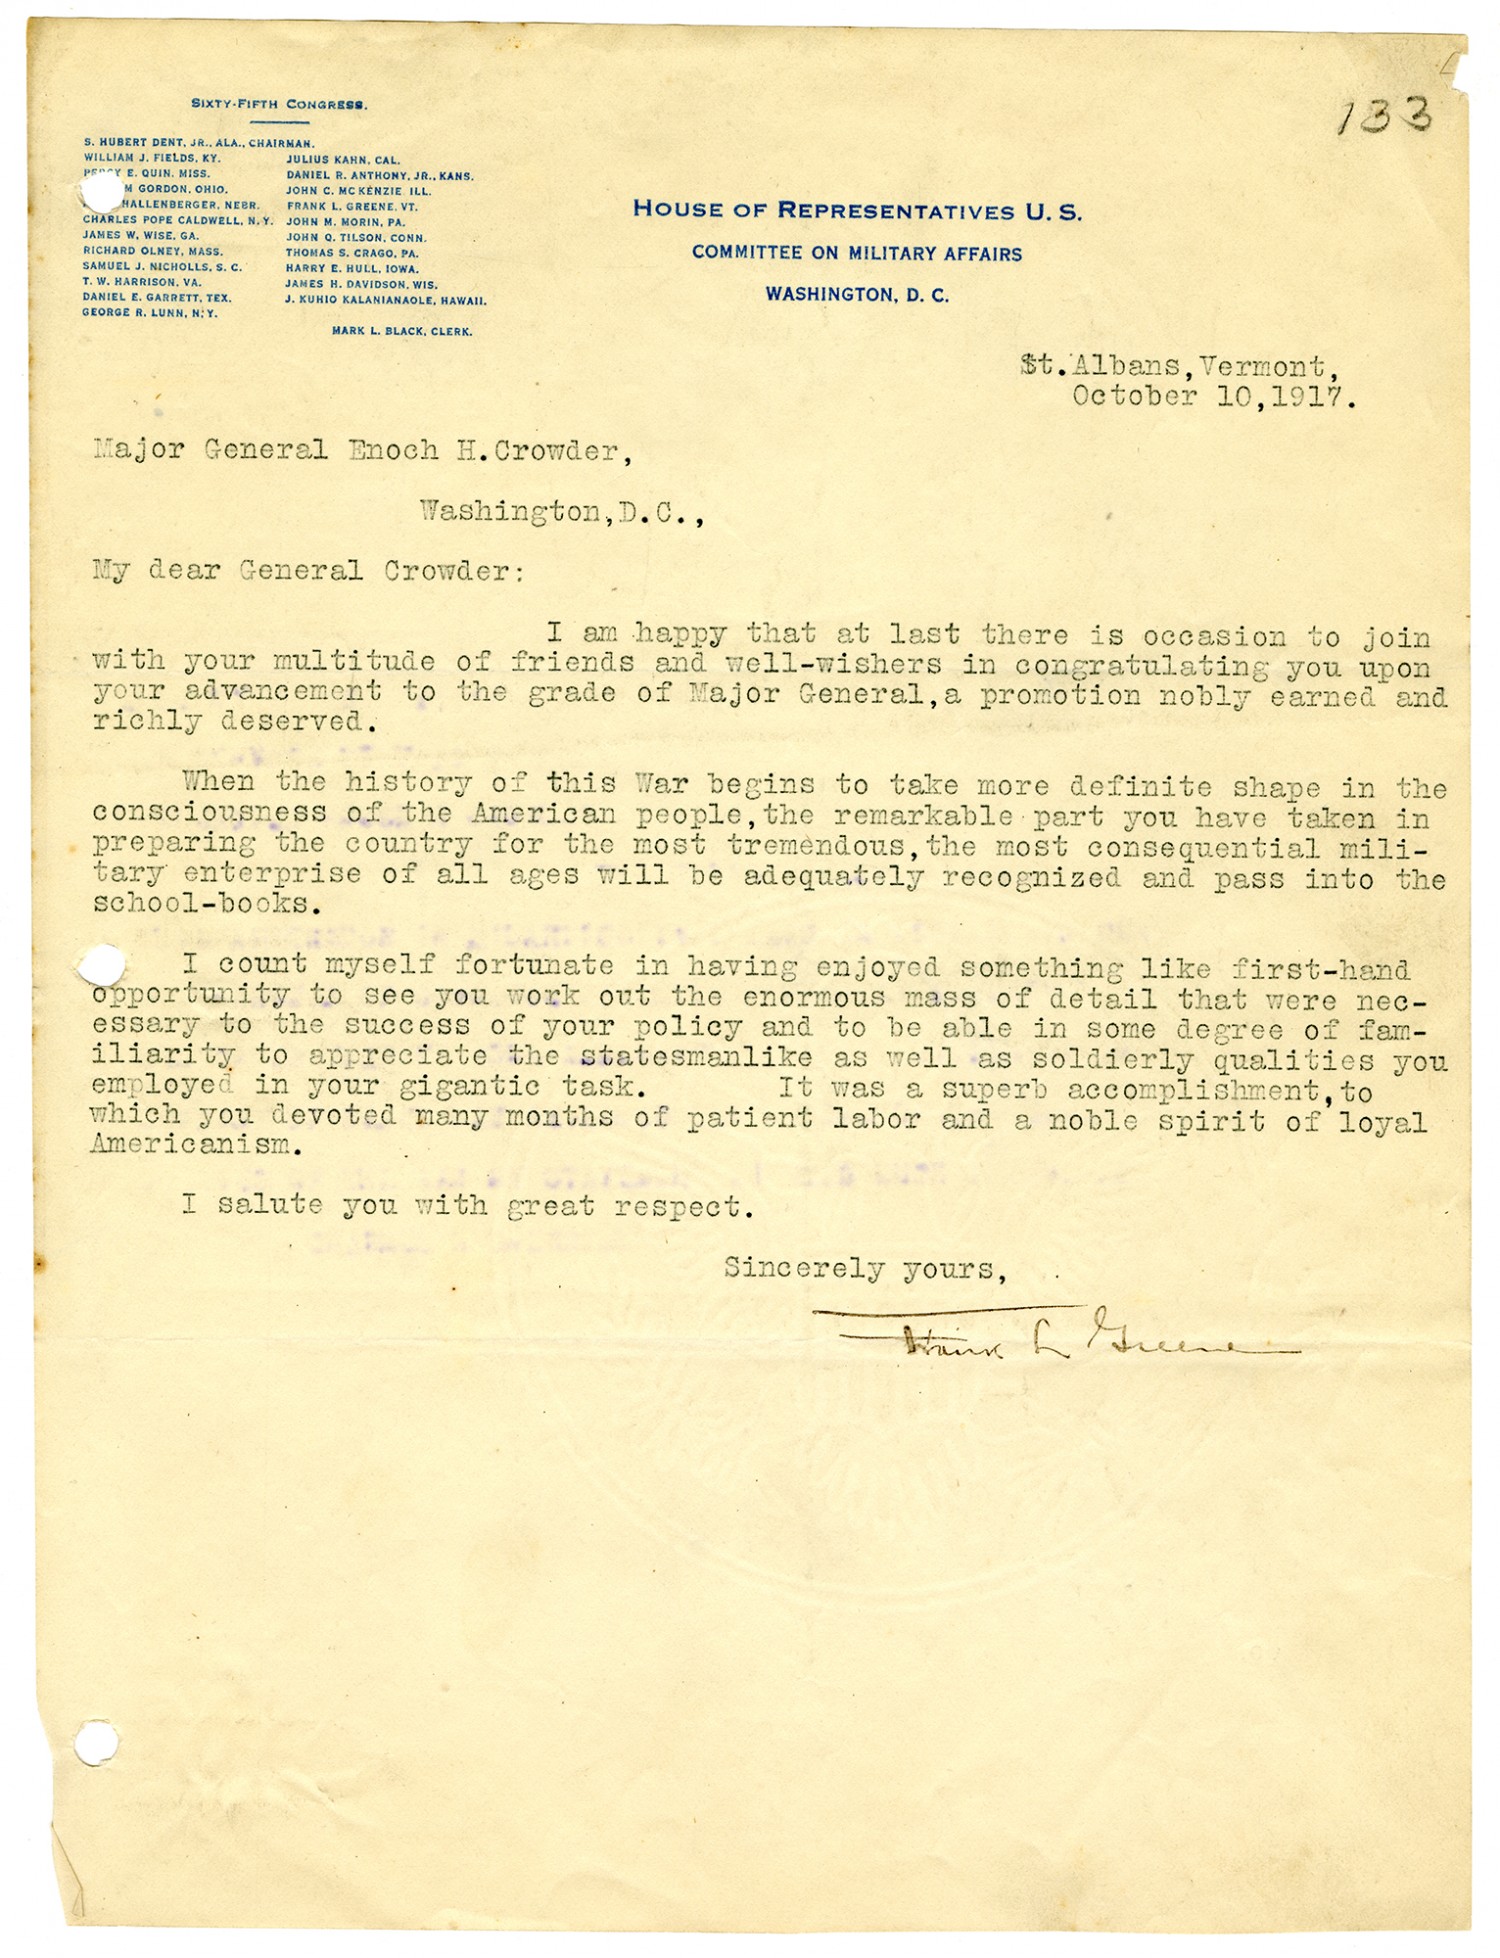 133
SIXTY-FIFTH CONGRESS.
S. HUBERT DENT, JR., ALA., CHAIRMAN.
WILLIAM J. FIELDS, KY.
E. QUIN, MISS.
GORDON, OHIO.
HALLENBERGER, NEBR.
CHARLES POPE CALDWELL, N.Y.
JAMES W. WISE, GA.
RICHARD OLNEY, MASS.
SAMUEL J. NICHOLLS, S. C.
T. W. HARRISON, VA.
DANIEL E. GARRETT, TEX.
GEORGE R. LUNN, N.Y.
JULIUS KAHN, CAL.
DANIEL R. ANTHONY, JR., KANS.
JOHN C. MCKENZIE, ILL.
FRANK L. GREENE, VT.
JOHN M. MORIN, PA.
JOHN Q. TILSON, CONN.
THOMAS S. CRAGO, PA.
HARRY E. HULL, IOWA.
JAMES H. DAVIDSON, WIS.
J. KUHIO KALANIANAOLE, HAWAII.
MARK L. BLACK, CLERK.
HOUSE OF REPRESENTATIVES U. S.
COMMITTEE ON MILITARY AFFAIRS
WASHINGTON, D. C.
St. Albans, Vermont,
October 10,1917.
Major General Enoch H.Crowder,
Washington,D.C.,
My dear General Crowder:
I am happy that at last there is occasion to join
with your multitude of friends and well-wishers in congratulating you upon
your advancement to the grade of Major General,a promotion nobly earned and
richly deserved.
When the history of this War begins to take more definite shape in the
consciousness of the American people,the remarkable part you have taken in
preparing the country for the most tremendous,the most consequential mili-
tary enterprise of all ages will be adequately recognized and pass into the
school-books.
I count myself fortunate in having enjoyed something like first-hand
opportunity to see you work out the enormous mass of detail that were nec-
essary to the success of your policy and to be able in some degree of fam-
iliarity to appreciate the statesmanlike as well as soldierly qualities you
employed in your gigantic task. It was a superb accomplishment,to
which you devoted many months of patient labor and a noble spirit of loyal
Americanism.
I salute you with great respect.
Sincerely yours,
Frank L Greene